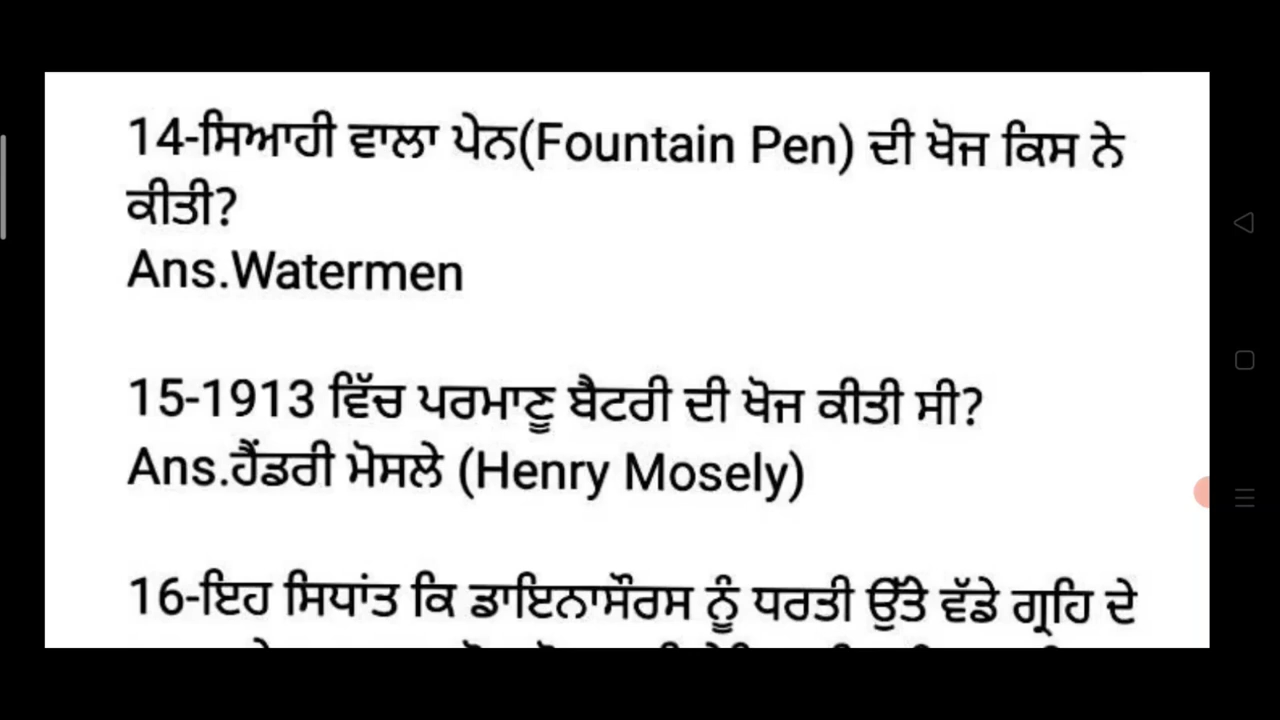 14-ਸਿਆਹੀ ਵਾਲਾ ਪੇਨ(Fountain Pen) ਦੀ ਖੋਜ ਕਿਸ ਨੇ
ਕੀਤੀ?
Ans.Watermen
15-1913 ਵਿੱਚ ਪਰਮਾਣੂ ਬੈਟਰੀ ਦੀ ਖੋਜ ਕੀਤੀ ਸੀ?
Ans.ਹੈਂਡਰੀ ਮੋਸਲੇ (Henry Mosely)
16-ਇਹ ਸਿਧਾਂਤ ਕਿ ਡਾਇਨਾਸੌਰਸ ਨੂੰ ਧਰਤੀ ਉੱਤੇ ਵੱਡੇ ਗ੍ਰਹਿ ਦੇ